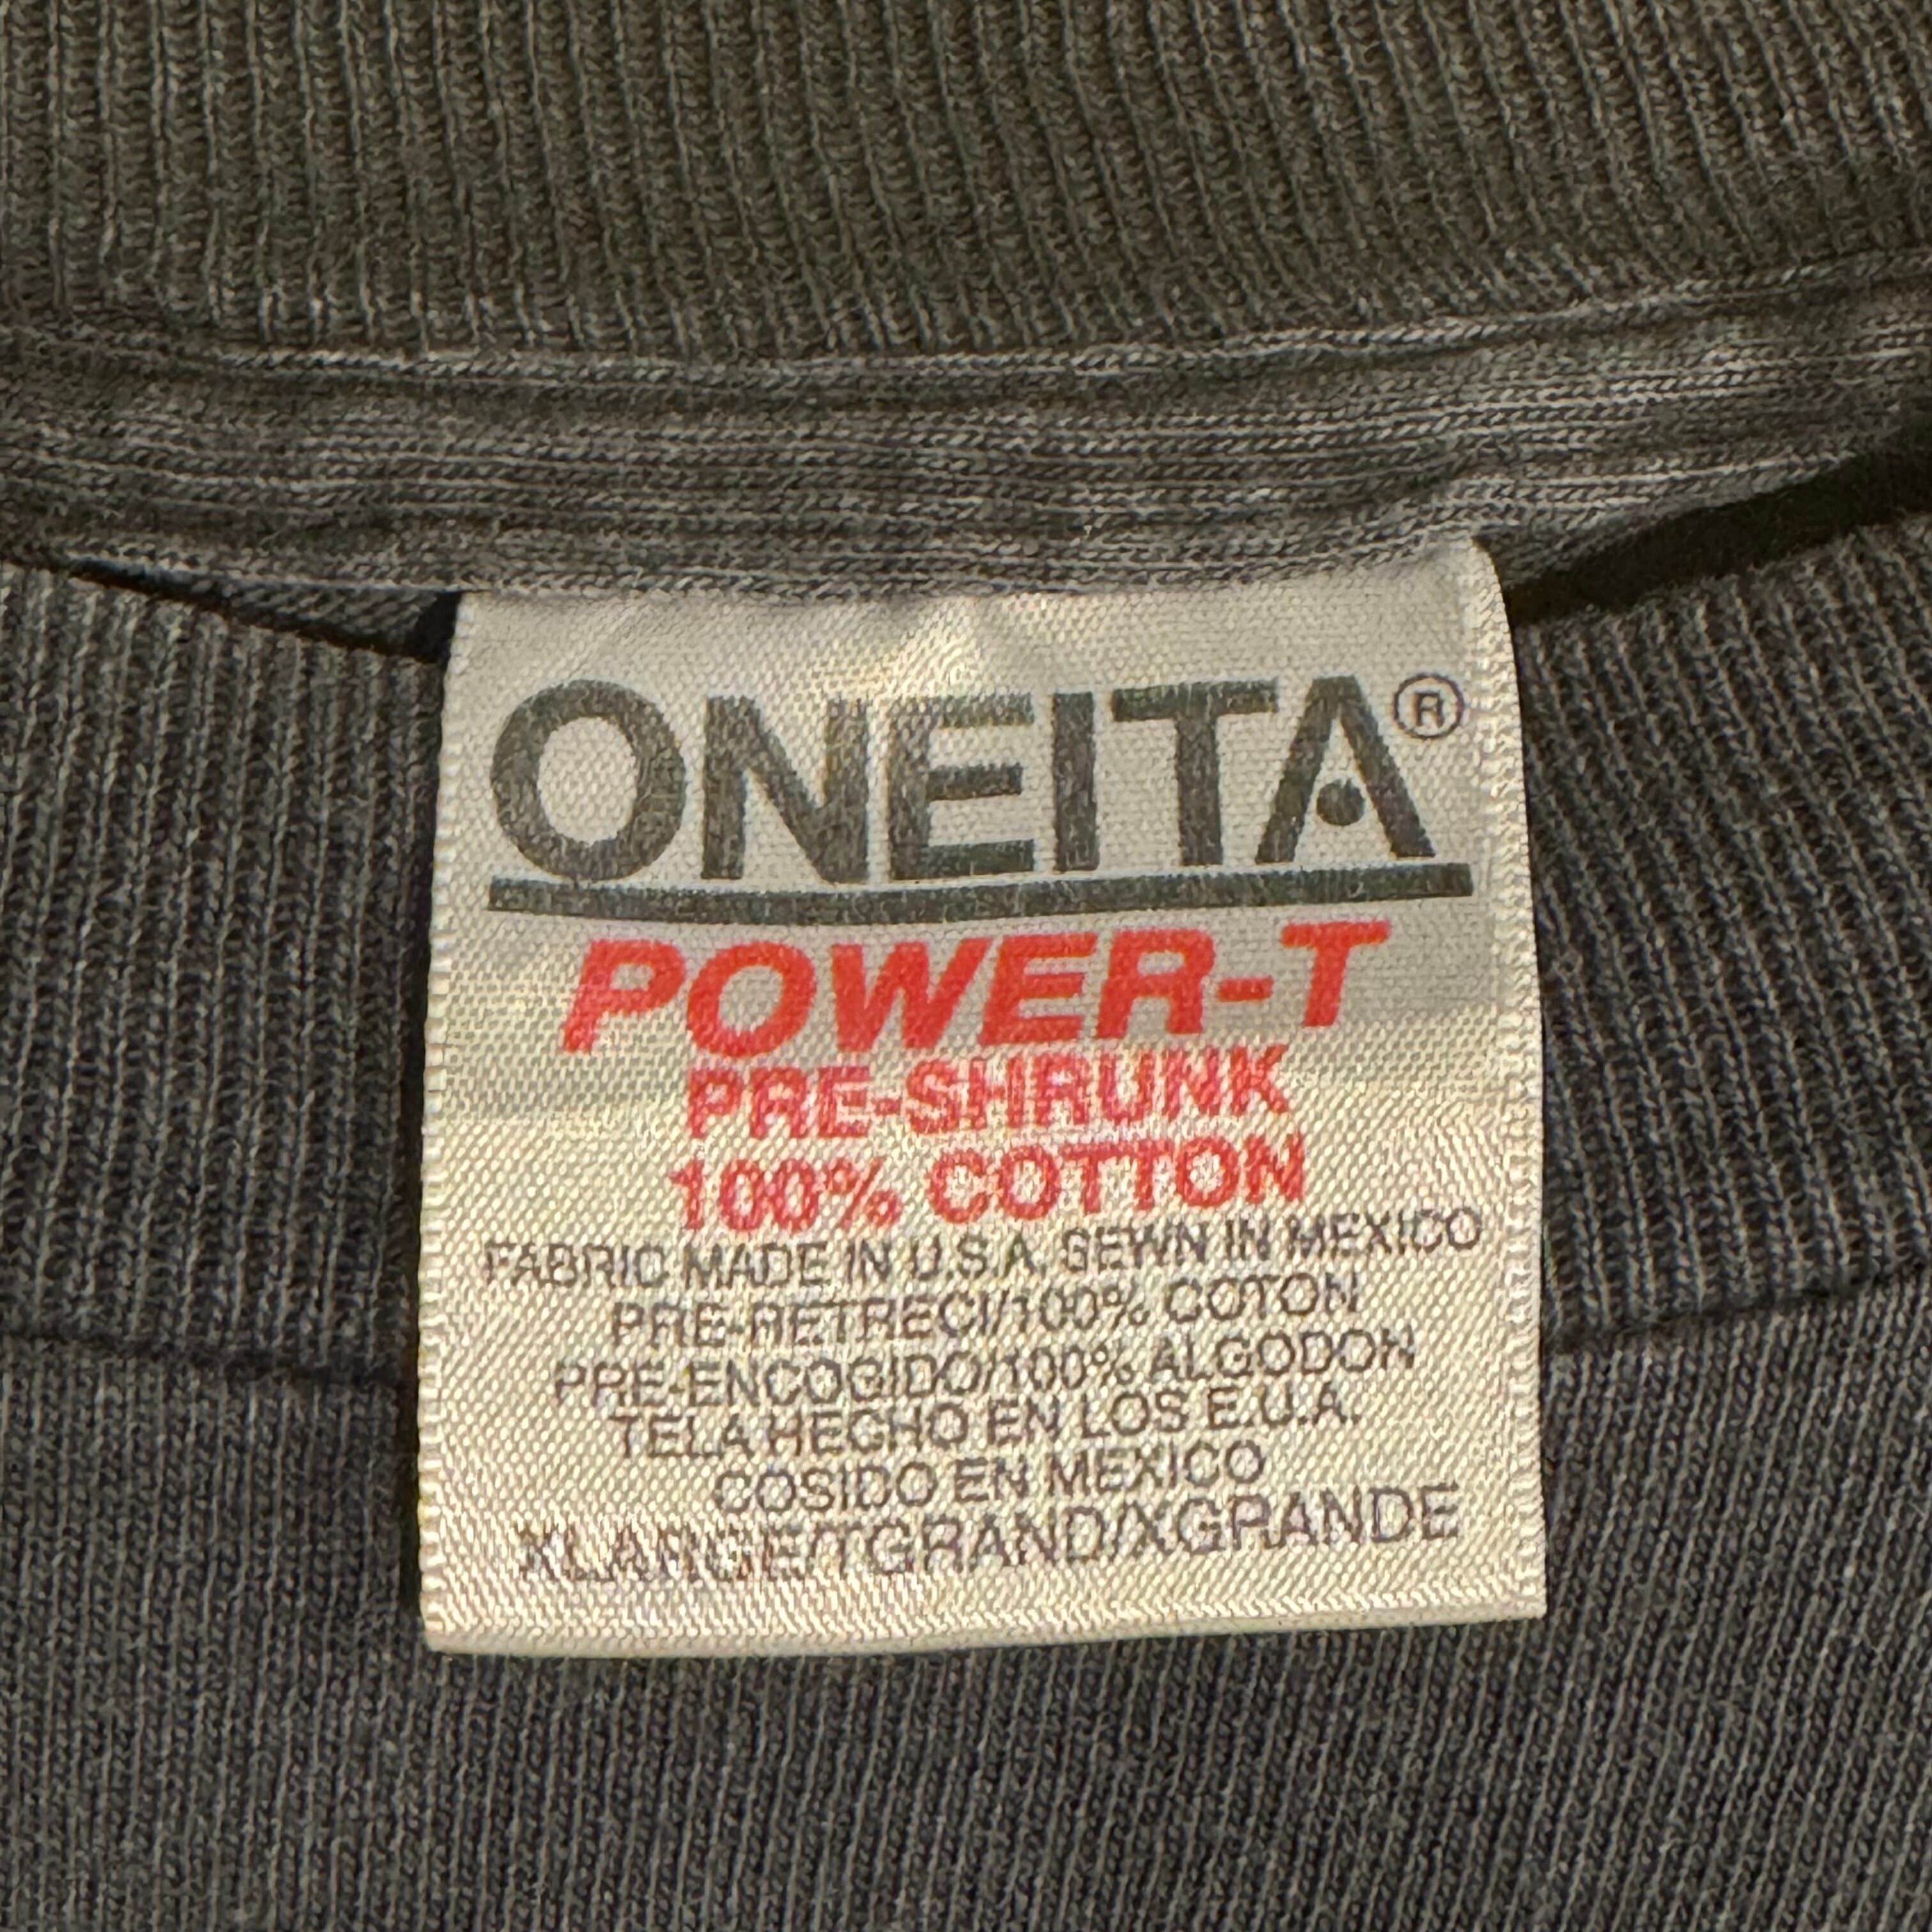 ONEITA®
POWER-T
PRE-SHRUNK
100% COTTON
FABRIC MADE IN U.S.A. SEWN IN MEXICO
PRE-RETRECI/100% COTON
PRE-ENCOGIDO/100% ALGODON
TELA HECHO EN LOS E.U.A.
COSIDO EN MEXICO
XLARGE/TGRAND/XGRANDE